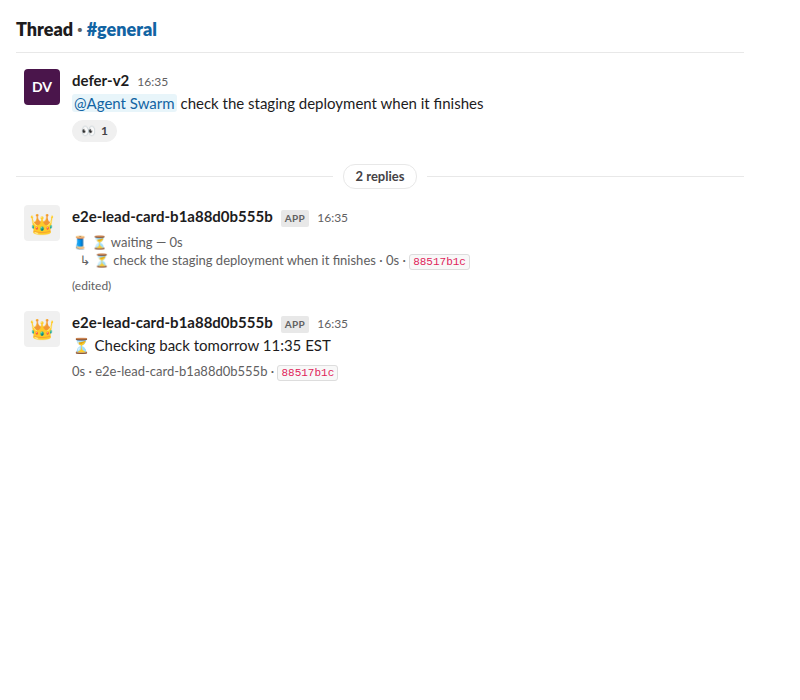 Thread • #general
DV
defer-v2 16:35
@Agent Swarm check the staging deployment when it finishes
👀 1
2 replies
e2e-lead-card-b1a88d0b555b APP 16:35
🧵 ⏳ waiting — 0s
↳ ⏳ check the staging deployment when it finishes · 0s · 88517b1c
(edited)
e2e-lead-card-b1a88d0b555b APP 16:35
⏳ Checking back tomorrow 11:35 EST
0s · e2e-lead-card-b1a88d0b555b · 88517b1c